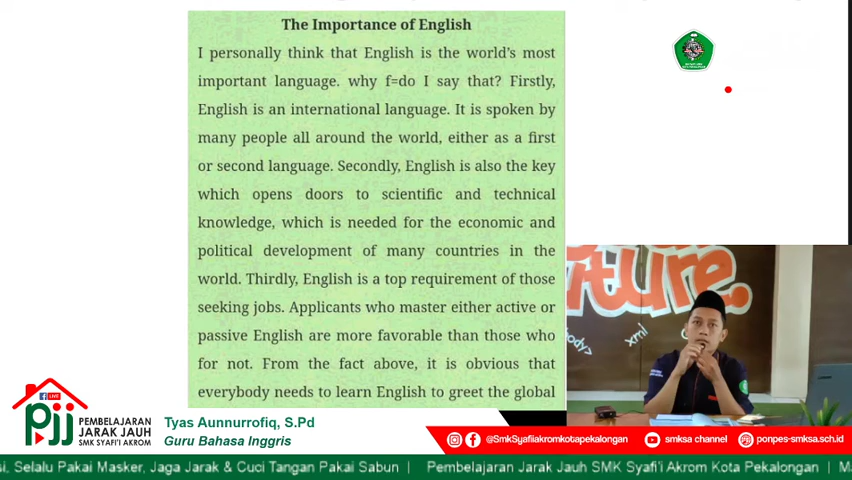 The Importance of English
I personally think that English is the world's most
important language. why f=do I say that? Firstly,
English is an international language. It is spoken by
many people all around the world, either as a first
or second language. Secondly, English is also the key
which opens doors to scientific and technical
knowledge, which is needed for the economic and
political development of many countries in the
world. Thirdly, English is a top requirement of those
seeking jobs. Applicants who master either active or
passive English are more favorable than those who
for not. From the fact above, it is obvious that
everybody needs to learn English to greet the global
ture.
body>
xml
LIVE
pjj
PEMBELAJARAN
JARAK JAUH
SMK SYAFI'I AKROM
Tyas Aunnurrofiq, S.Pd
Guru Bahasa Inggris
@SmkSyafiiakromkotapekalongan
smksa channel
ponpes-smksa.sch.id
si, Selalu Pakai Masker, Jaga Jarak & Cuci Tangan Pakai Sabun | Pembelajaran Jarak Jauh SMK Syafi'i Akrom Kota Pekalongan | Ma